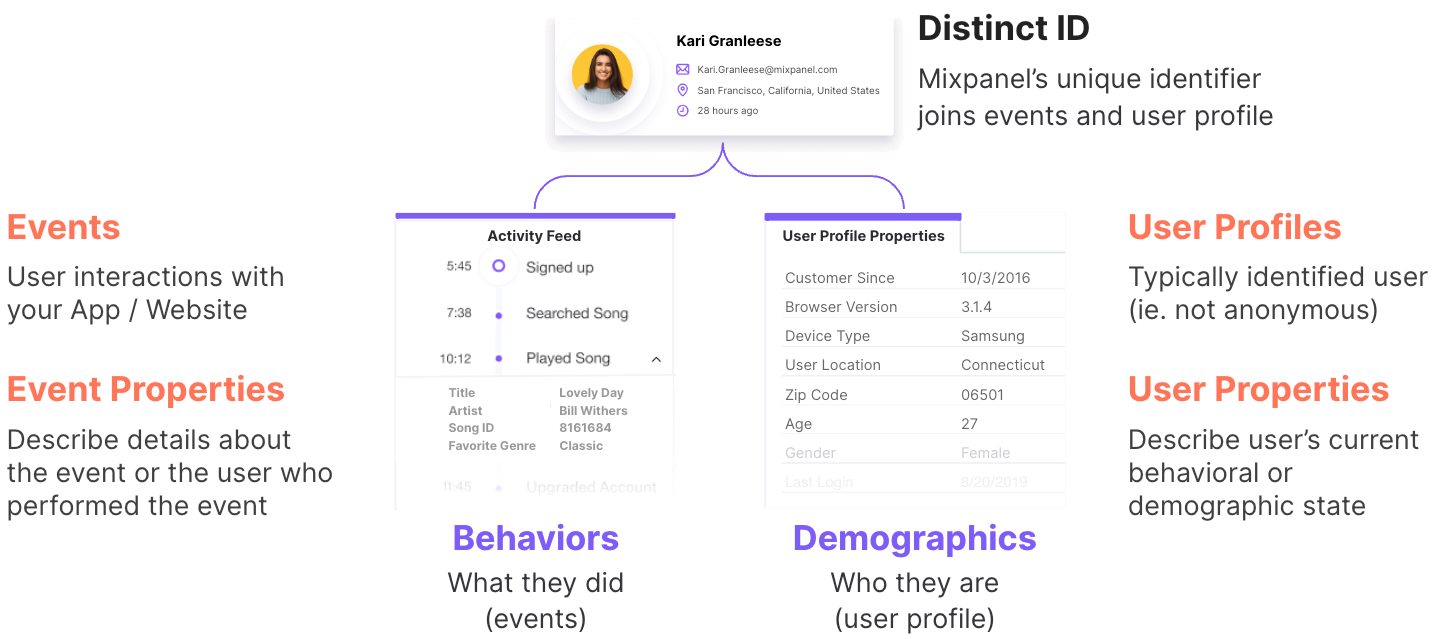 Kari Granleese
Kari.Granleese@mixpanel.com
San Francisco, California, United States
28 hours ago
Distinct ID
Mixpanel’s unique identifier
joins events and user profile
Events
User interactions with
your App / Website
Event Properties
Describe details about
the event or the user who
performed the event
Activity Feed
5:45 Signed up
7:38 Searched Song
10:12 Played Song
Title Lovely Day
Artist Bill Withers
Song ID 8161684
Favorite Genre Classic
11:45 Upgraded Account
Behaviors
What they did
(events)
User Profile Properties
Customer Since 10/3/2016
Browser Version 3.1.4
Device Type Samsung
User Location Connecticut
Zip Code 06501
Age 27
Gender Female
Last Login 8/20/2019
Demographics
Who they are
(user profile)
User Profiles
Typically identified user
(ie. not anonymous)
User Properties
Describe user’s current
behavioral or
demographic state